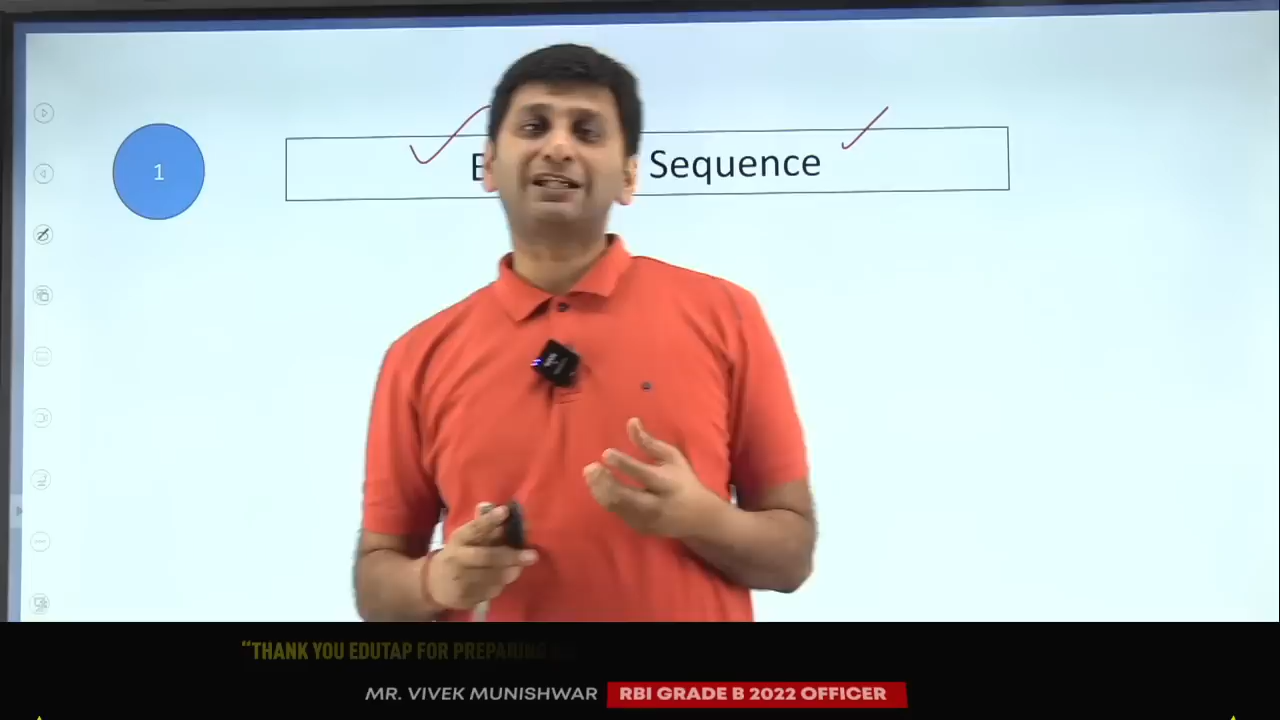 1
Sequence
“THANK YOU EDUTAP FOR PREPARING
MR. VIVEK MUNISHWAR RBI GRADE B 2022 OFFICER